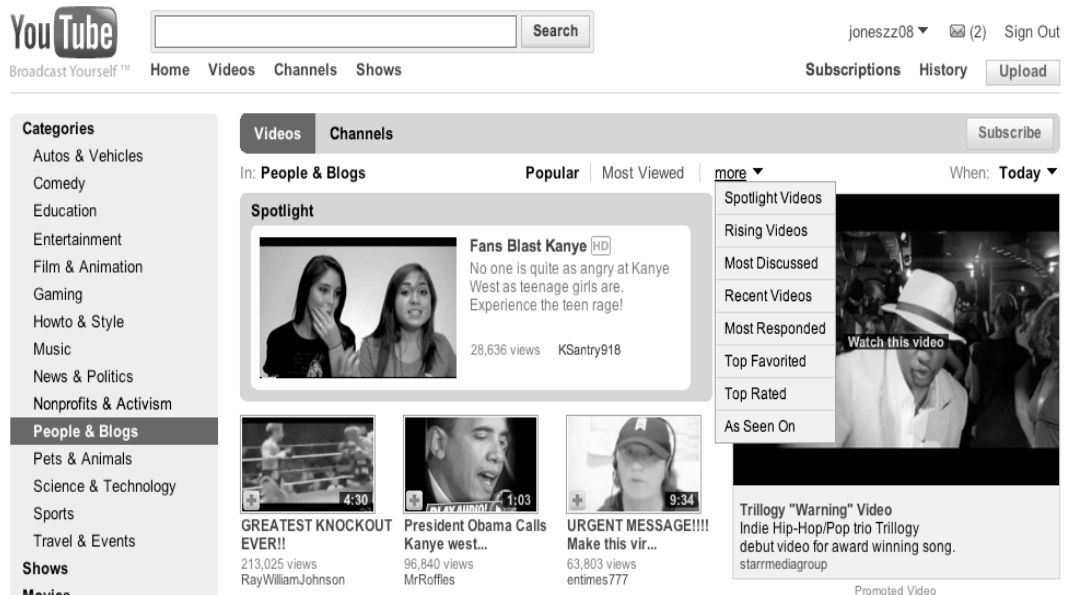 You Tube
Broadcast Yourself ™
Search
joneszz08 (2) Sign Out
Home Videos Channels Shows
Subscriptions History Upload
Categories
Autos & Vehicles
Comedy
Education
Entertainment
Film & Animation
Gaming
Howto & Style
Music
News & Politics
Nonprofits & Activism
People & Blogs
Pets & Animals
Science & Technology
Sports
Travel & Events
Shows
Movies
Videos Channels Subscribe
In: People & Blogs Popular Most Viewed more When: Today
Spotlight Videos
Rising Videos
Most Discussed
Recent Videos
Most Responded
Top Favorited
Top Rated
As Seen On
Spotlight
Fans Blast Kanye HD
No one is quite as angry at Kanye
West as teenage girls are.
Experience the teen rage!
28,636 views KSantry918
4:30
GREATEST KNOCKOUT
EVER!!
213,025 views
RayWilliamJohnson
PLAY AUDIO!
1:03
President Obama Calls
Kanye west...
96,840 views
MrRoffles
9:34
URGENT MESSAGE!!!!
Make this vir...
63,803 views
entimes777
Watch this video
Trillogy "Warning" Video
Indie Hip-Hop/Pop trio Trillogy
debut video for award winning song.
starrmediagroup
Promoted Video